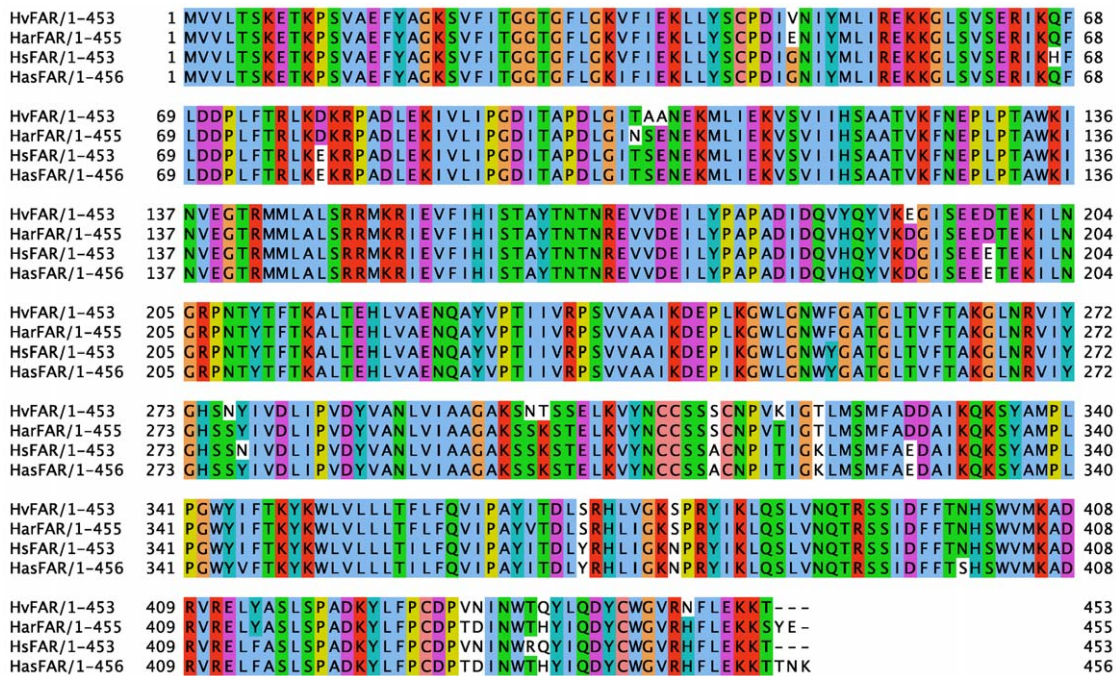 HvFAR/1-453 1 MVVLTSKETKPSVAEFYAGKSVFITGGTGFLGKVFIEKLLYSCPDIVNIYMLIREKKGLSVSERIKQF 68
HarFAR/1-455 1 MVVLTSKETKPSVAEFYAGKSVFITGGTGFLGKVFIEKLLYSCPDIENIYMLIREKKGLSVSERIKQF 68
HsFAR/1-453 1 MVVLTSKETKPSVAEFYAGKSVFITGGTGFLGKVFIEKLLYSCPDIGNIYMLIREKKGLSVSERIKHF 68
HasFAR/1-456 1 MVVLTSKETKPSVAEFYAGKSVFITGGTGFLGKIFIEKLLYSCPDIGNIYMLIREKKGLSVSERIKQF 68
HvFAR/1-453 69 LDDPLFTRLKDKRPADLEKIVLIPGDITAPDLGITAANEKMLIEKVSVIIHSAATVKFNEPLPTAWKI 136
HarFAR/1-455 69 LDDPLFTRLKDKRPADLEKIVLIPGDITAPDLGINSENEKMLIEKVSVIIHSAATVKFNEPLPTAWKI 136
HsFAR/1-453 69 LDDPLFTRLKEKRPADLEKIVLIPGDITAPDLGITSENEKMLIEKVSVIIHSAATVKFNEPLPTAWKI 136
HasFAR/1-456 69 LDDPLFTRLKEKRPADLEKIVLIPGDITAPDLGITSENEKMLIEKVSVIIHSAATVKFNEPLPTAWKI 136
HvFAR/1-453 137 NVEGTRMMLALSRRMKRIEVFIHISTAYTNTNREVVDEILYPAPADIDQVYQYVKEGISEEDTEKILN 204
HarFAR/1-455 137 NVEGTRMMLALSRRMKRIEVFIHISTAYTNTNREVVDEILYPAPADIDQVHQYVKDGISEEDTEKILN 204
HsFAR/1-453 137 NVEGTRMMLALSRRMKRIEVFIHISTAYTNTNREVVDEILYPAPADIDQVHQYVKDGISEEETEKILN 204
HasFAR/1-456 137 NVEGTRMMLALSRRMKRIEVFIHISTAYTNTNREVVDEILYPAPADIDQVHQYVKDGISEEETEKILN 204
HvFAR/1-453 205 GRPNTYTFTKALTEHLVAENQAYVPTIIVRPSVVAAIKDEPLKGWLGNWFGATGLTVFTAKGLNRVIY 272
HarFAR/1-455 205 GRPNTYTFTKALTEHLVAENQAYVPTIIVRPSVVAAIKDEPLKGWLGNWFGATGLTVFTAKGLNRVIY 272
HsFAR/1-453 205 GRPNTYTFTKALTEHLVAENQAYVPTIIVRPSVVAAIKDEPIKGWLGNWYGATGLTVFTAKGLNRVIY 272
HasFAR/1-456 205 GRPNTYTFTKALTEHLVAENQAYVPTIIVRPSVVAAIKDEPIKGWLGNWYGATGLTVFTAKGLNRVIY 272
HvFAR/1-453 273 GHSNYIVDLIPVDYVANLVIAAGAKSNTSSELKVYNCCSSSCNPVKIGTLMSMFADDAIKQKSYAMPL 340
HarFAR/1-455 273 GHSSYIVDLIPVDYVANLVIAAGAKSSKSTELKVYNCCSSSCNPVTIGTLMSMFADDAIKQKSYAMPL 340
HsFAR/1-453 273 GHSSNIVDLIPVDYVANLVIAAGAKSSKSTELKVYNCCSSACNPITIGKLMSMFAEDAIKQKSYAMPL 340
HasFAR/1-456 273 GHSSYIVDLIPVDYVANLVIAAGAKSSKSTELKVYNCCSSACNPITIGKLMSMFAEDAIKQKSYAMPL 340
HvFAR/1-453 341 PGWYIFTKYKWLVLLLTFLFQVIPAYITDLSRHLVGKSPRYIKLQSLVNQTRSSIDFFTNHSWVMKAD 408
HarFAR/1-455 341 PGWYIFTKYKWLVLLLTFLFQVIPAYVTDLSRHLIGKSPRYIKLQSLVNQTRSSIDFFTNHSWVMKAD 408
HsFAR/1-453 341 PGWYIFTKYKWLVLLLTILFQVIPAYITDLYRHLIGKNPRYIKLQSLVNQTRSSIDFFTNHSWVMKAD 408
HasFAR/1-456 341 PGWYVFTKYKWLVLLLTILFQVIPAYITDLYRHLIGKNPRYIKLQSLVNQTRSSIDFFTSHSWVMKAD 408
HvFAR/1-453 409 RVRELYASLSPADKYLFPCDPVNINWTQYLQDYCWGVRNFLEKKT--- 453
HarFAR/1-455 409 RVRELYASLSPADKYLFPCDPTDINWTHYIQDYCWGVRHFLEKKSYE- 455
HsFAR/1-453 409 RVRELFASLSPADKYLFPCDPVNINWRQYIQDYCWGVRHFLEKKT--- 453
HasFAR/1-456 409 RVRELFASLSPADKYLFPCDPTDINWTHYIQDYCWGVRHFLEKKTTNK 456